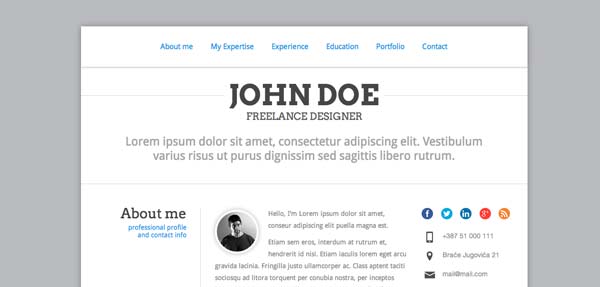 About me My Expertise Experience Education Portfolio Contact
JOHN DOE
FREELANCE DESIGNER
Lorem ipsum dolor sit amet, consectetur adipiscing elit. Vestibulum
varius risus ut purus dignissim sed sagittis libero rutrum.
About me
professional profile
and contact info
Hello, I'm Lorem ipsum dolor sit amet,
conseur adipiscing elit puella magna est.
Etiam sem eros, interdum at rutrum et,
hendrerit id nisi. Etiam iaculis lorem eget arcu
gravida lacinia. Fringilla justo ullamcorper ac. Class aptent taciti
sociosqu ad litora torquent per conubia nostra, per inceptos
+387 51 000 111
Braće Jugovića 21
mail@mail.com